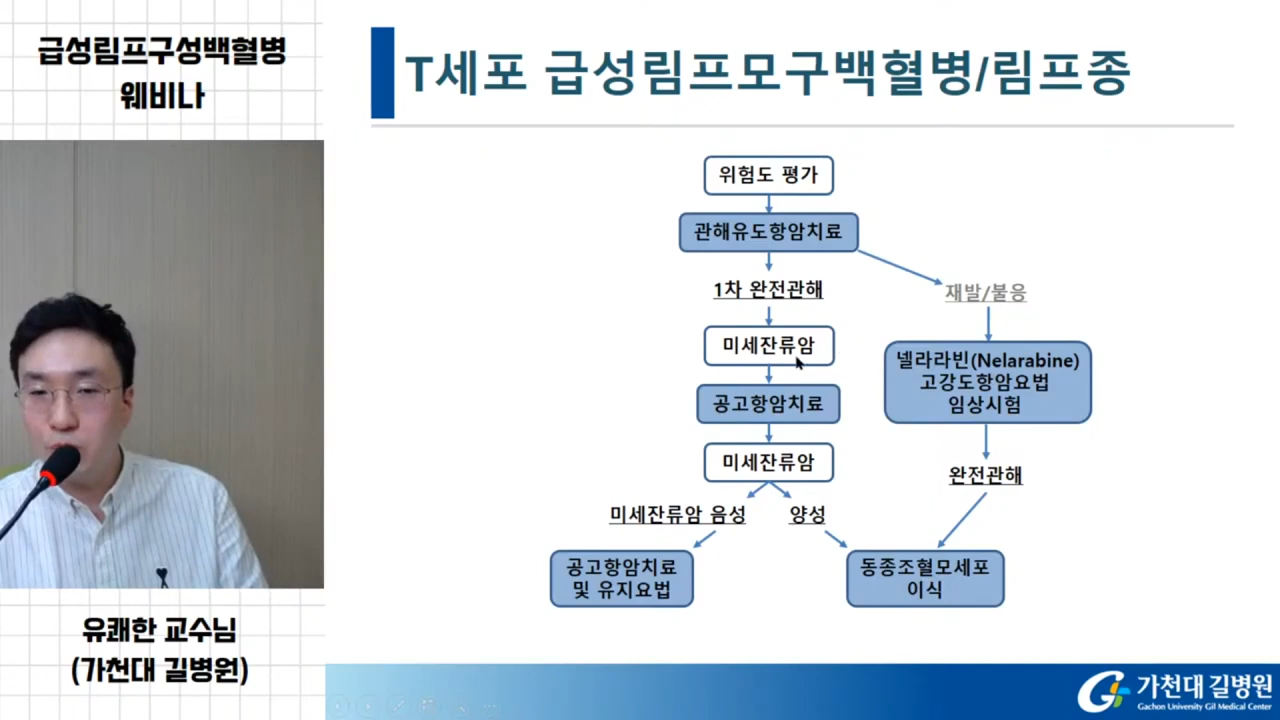 급성림프구성백혈병
웨비나
T세포 급성림프모구백혈병/림프종
위험도 평가
관해유도항암치료
1차 완전관해
재발/불응
미세잔류암
넬라라빈(Nelarabine)
고강도항암요법
임상시험
공고항암치료
미세잔류암
완전관해
미세잔류암 음성
양성
공고항암치료
및 유지요법
동종조혈모세포
이식
유쾌한 교수님
(가천대 길병원)
가천대 길병원
Gachon University Gil Medical Center